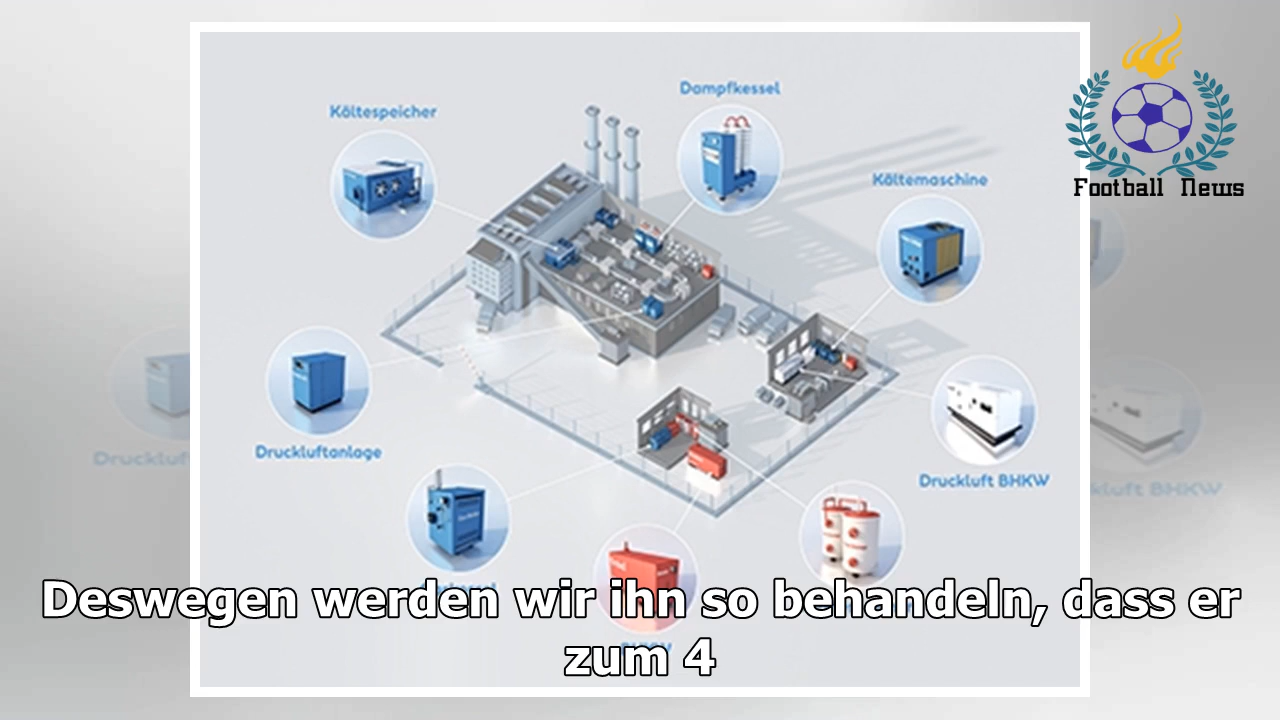 Dampfkessel
Kältespeicher
Kältemaschine
Football News
Druckluftanlage
Druckluft BHKW
Deswegen werden wir ihn so behandeln, dass er
zum 4